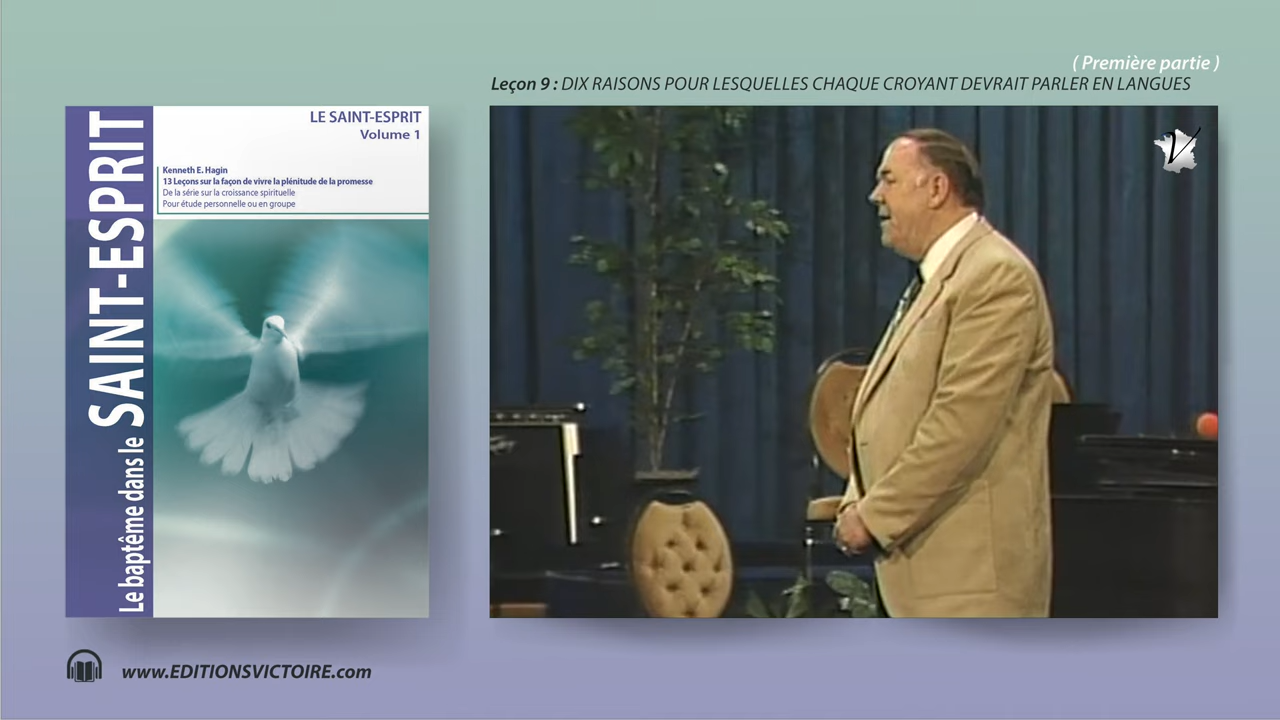 ( Première partie )
Leçon 9 : DIX RAISONS POUR LESQUELLES CHAQUE CROYANT DEVRAIT PARLER EN LANGUES
LE SAINT-ESPRIT
Volume 1
Kenneth E. Hagin
13 Leçons sur la façon de vivre la plénitude de la promesse
De la série sur la croissance spirituelle
Pour étude personnelle ou en groupe
Le baptême dans le SAINT-ESPRIT
V
www.EDITIONSVICTOIRE.com